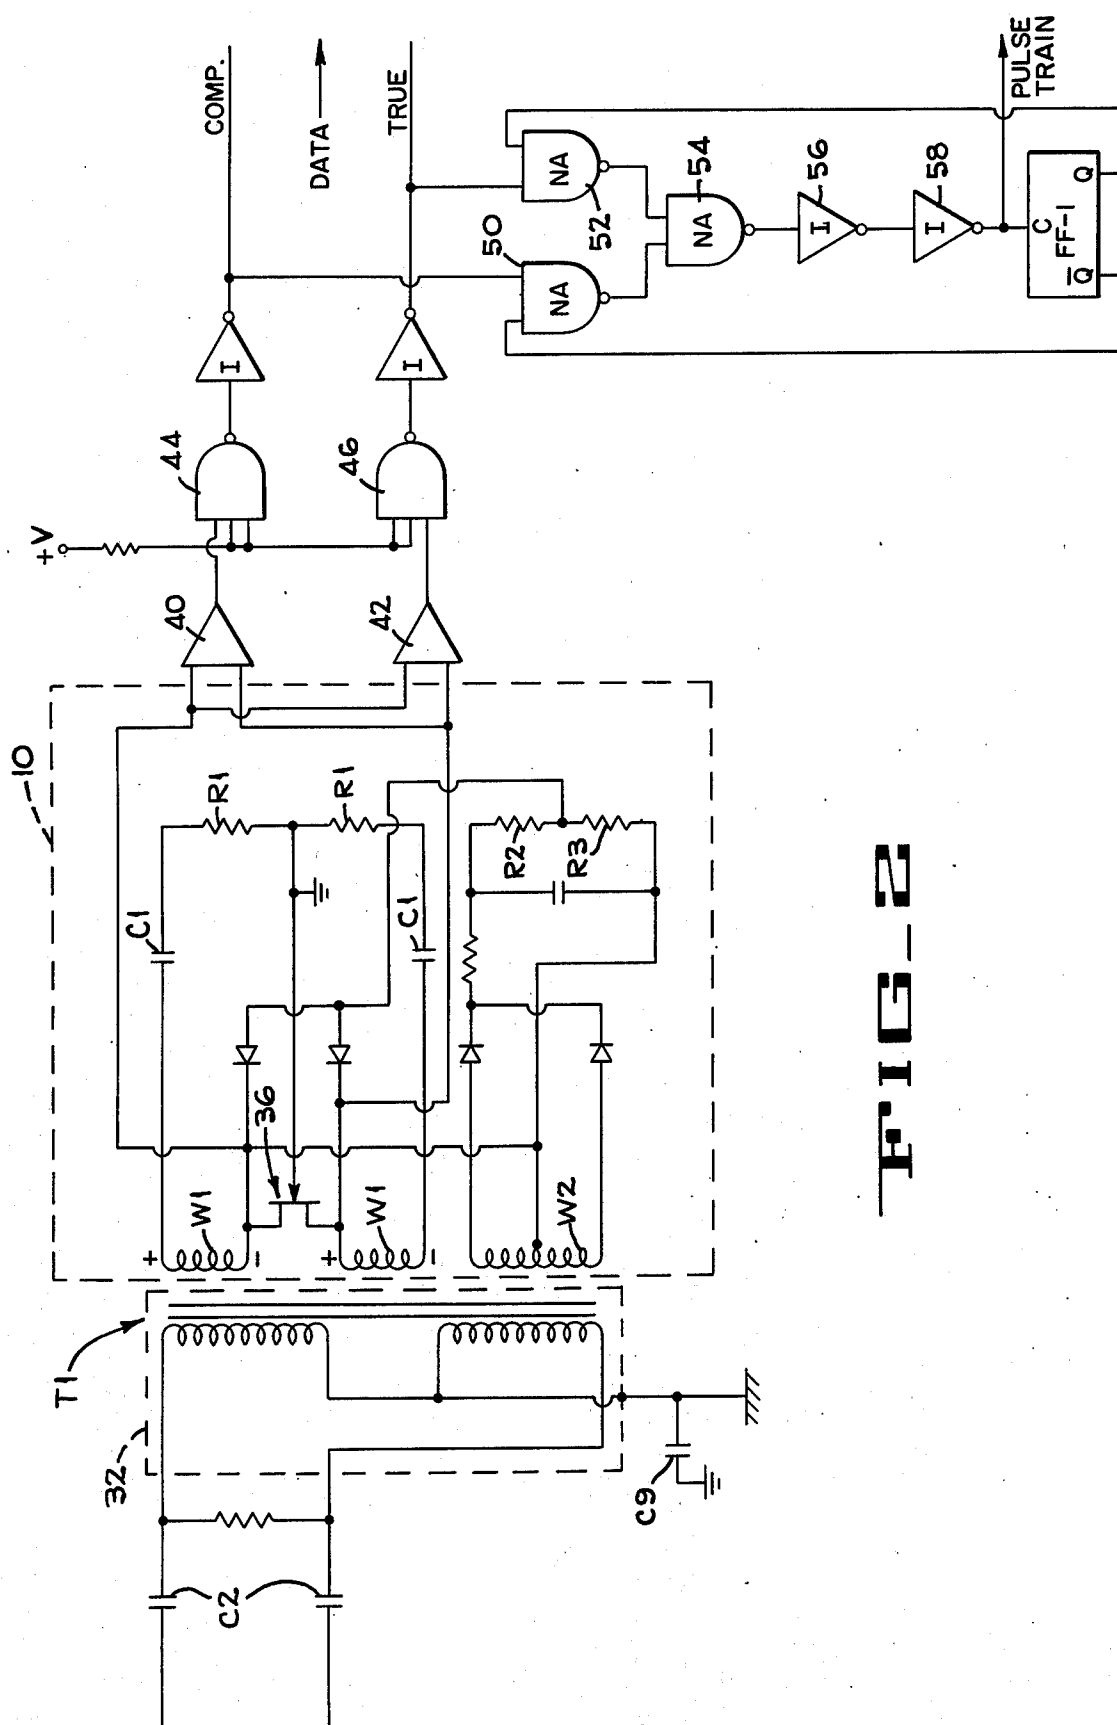 COMP.
DATA
TRUE
PULSE
TRAIN
+V
40
44
I
42
46
I
50
NA
52
NA
54
NA
56
I
58
I
C
FF-1
Q̅
Q
10
C1
R1
R1
C1
R2
R3
36
+
W1
-
+
W1
-
W2
T1
32
C2
C9
FIG_2